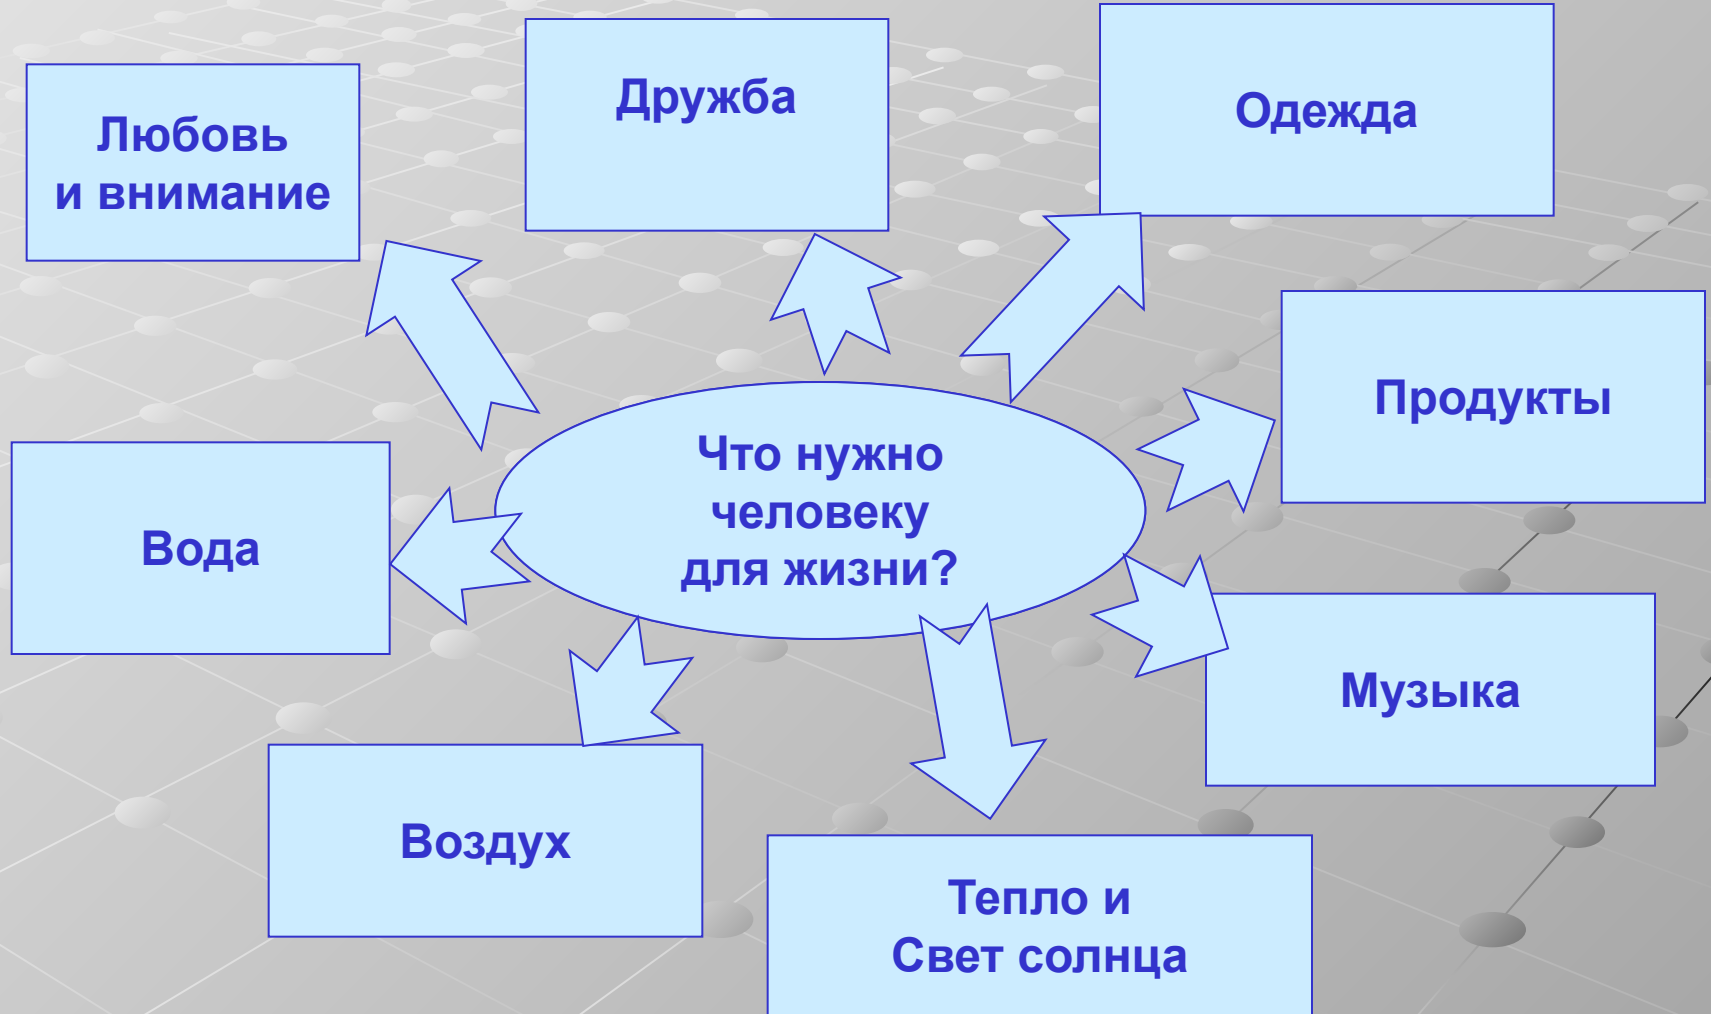 Дружба
Одежда
Любовь
и внимание
Продукты
Что нужно
человеку
для жизни?
Вода
Музыка
Воздух
Тепло и
Свет солнца